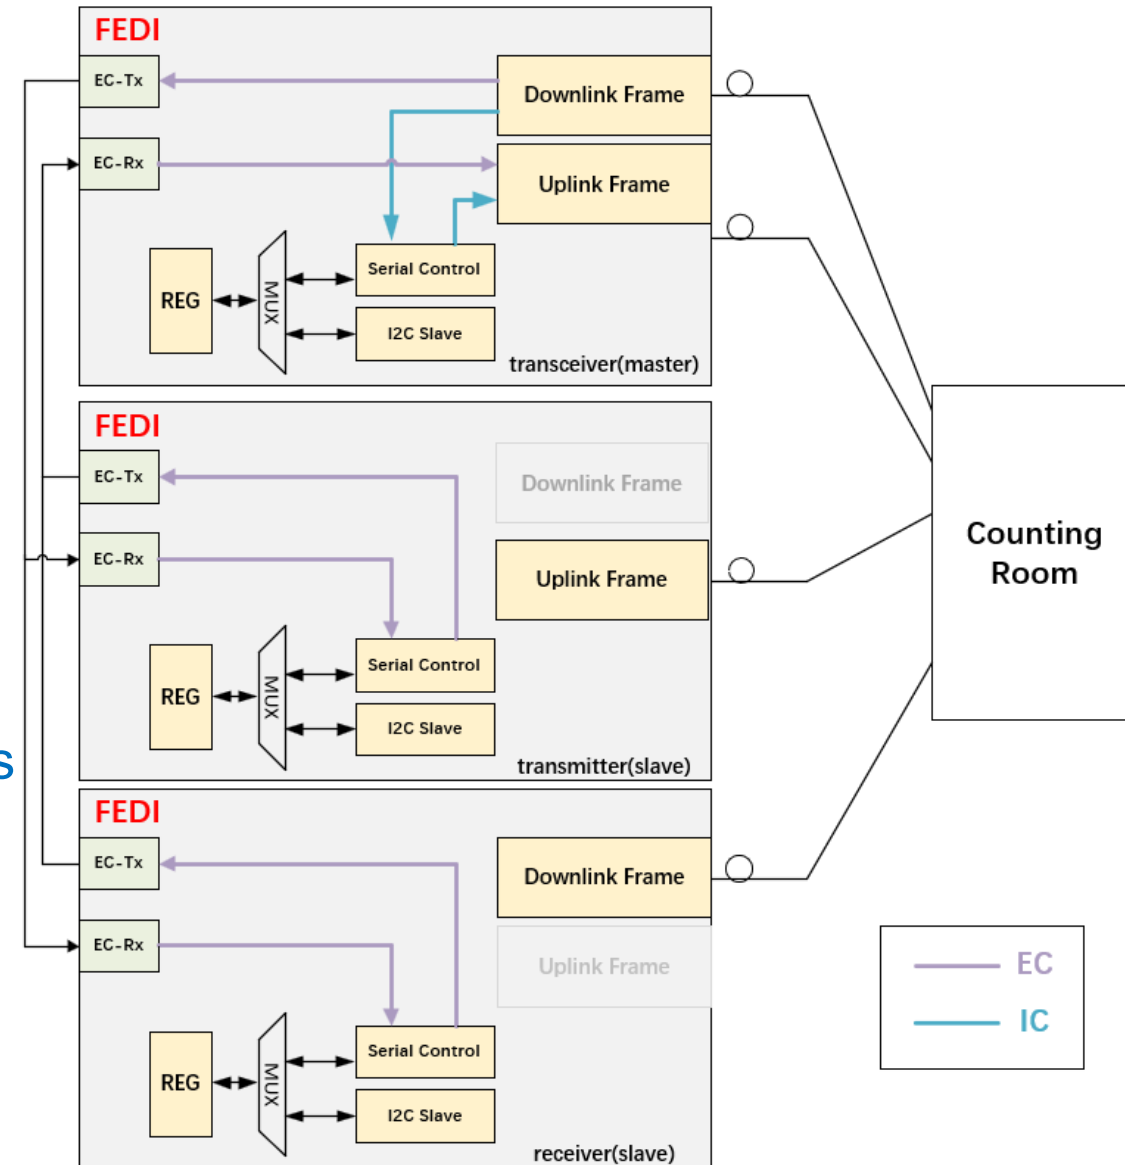 FEDI
EC-Tx
Downlink Frame
EC-Rx
Uplink Frame
Serial Control
REG
MUX
I2C Slave
transceiver(master)
FEDI
EC-Tx
Downlink Frame
EC-Rx
Uplink Frame
Serial Control
REG
MUX
I2C Slave
transmitter(slave)
s
FEDI
EC-Tx
Downlink Frame
EC-Rx
Uplink Frame
Serial Control
REG
MUX
I2C Slave
receiver(slave)
Counting
Room
EC
IC